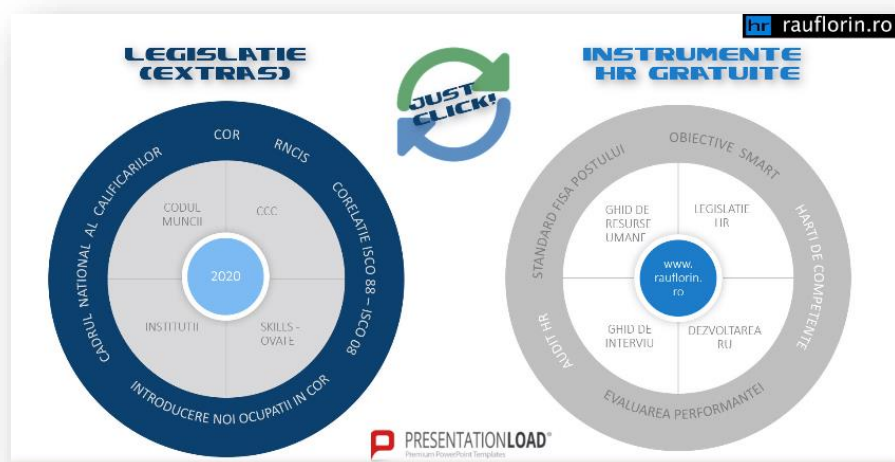 hr rauflorin.ro
LEGISLATIE
(EXTRAS)
JUST
CLICK!
INSTRUMENTE
HR GRATUITE
CADRUL NATIONAL AL CALIFICARILOR
COR
RNCIS
CORELATIE ISCO 88 – ISCO 08
INTRODUCERE NOI OCUPATII IN COR
CODUL
MUNCII
CCC
2020
INSTITUTII
SKILLS -
OVATE
STANDARD FISA POSTULUI
OBIECTIVE SMART
HARTI DE COMPETENTE
EVALUAREA PERFORMANTEI
AUDIT HR
GHID DE
RESURSE
UMANE
LEGISLATIE
HR
www.
rauflorin.
ro
GHID DE
INTERVIU
DEZVOLTAREA
RU
PRESENTATIONLOAD®
Premium PowerPoint Templates